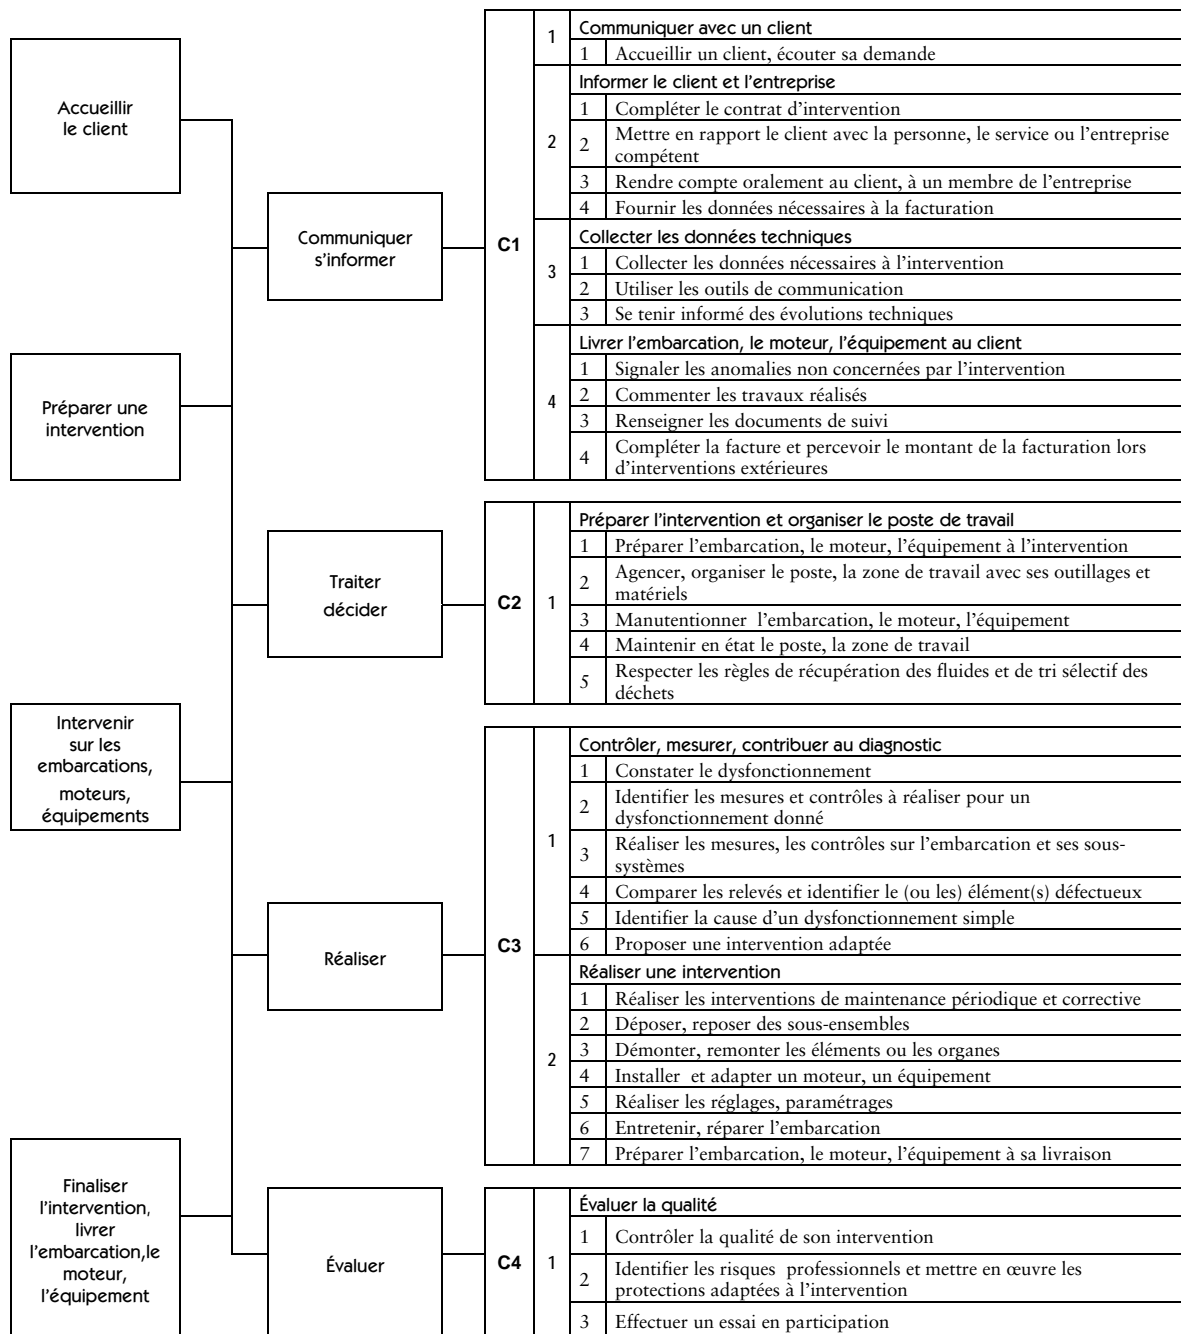 Accueillir
le client
Préparer une
intervention
Intervenir
sur les
embarcations,
moteurs,
équipements
Finaliser
l'intervention,
livrer
l'embarcation,le
moteur,
l'équipement
Communiquer
s'informer
Traiter
décider
Réaliser
Évaluer
C1
1
Communiquer avec un client
1 Accueillir un client, écouter sa demande
2
Informer le client et l'entreprise
1 Compléter le contrat d'intervention
2 Mettre en rapport le client avec la personne, le service ou l'entreprise
compétent
3 Rendre compte oralement au client, à un membre de l'entreprise
4 Fournir les données nécessaires à la facturation
3
Collecter les données techniques
1 Collecter les données nécessaires à l'intervention
2 Utiliser les outils de communication
3 Se tenir informé des évolutions techniques
4
Livrer l'embarcation, le moteur, l'équipement au client
1 Signaler les anomalies non concernées par l'intervention
2 Commenter les travaux réalisés
3 Renseigner les documents de suivi
4 Compléter la facture et percevoir le montant de la facturation lors
d'interventions extérieures
C2
1
Préparer l'intervention et organiser le poste de travail
1 Préparer l'embarcation, le moteur, l'équipement à l'intervention
2 Agencer, organiser le poste, la zone de travail avec ses outillages et
matériels
3 Manutentionner l'embarcation, le moteur, l'équipement
4 Maintenir en état le poste, la zone de travail
5 Respecter les règles de récupération des fluides et de tri sélectif des
déchets
C3
1
Contrôler, mesurer, contribuer au diagnostic
1 Constater le dysfonctionnement
2 Identifier les mesures et contrôles à réaliser pour un
dysfonctionnement donné
3 Réaliser les mesures, les contrôles sur l'embarcation et ses sous-
systèmes
4 Comparer les relevés et identifier le (ou les) élément(s) défectueux
5 Identifier la cause d'un dysfonctionnement simple
6 Proposer une intervention adaptée
2
Réaliser une intervention
1 Réaliser les interventions de maintenance périodique et corrective
2 Déposer, reposer des sous-ensembles
3 Démonter, remonter les éléments ou les organes
4 Installer et adapter un moteur, un équipement
5 Réaliser les réglages, paramétrages
6 Entretenir, réparer l'embarcation
7 Préparer l'embarcation, le moteur, l'équipement à sa livraison
C4
1
Évaluer la qualité
1 Contrôler la qualité de son intervention
2 Identifier les risques professionnels et mettre en œuvre les
protections adaptées à l'intervention
3 Effectuer un essai en participation